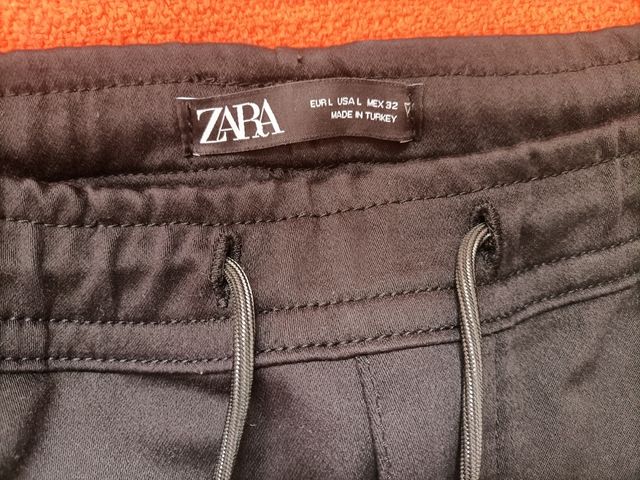 ZARA
EUR L USA L MEX 32
MADE IN TURKEY